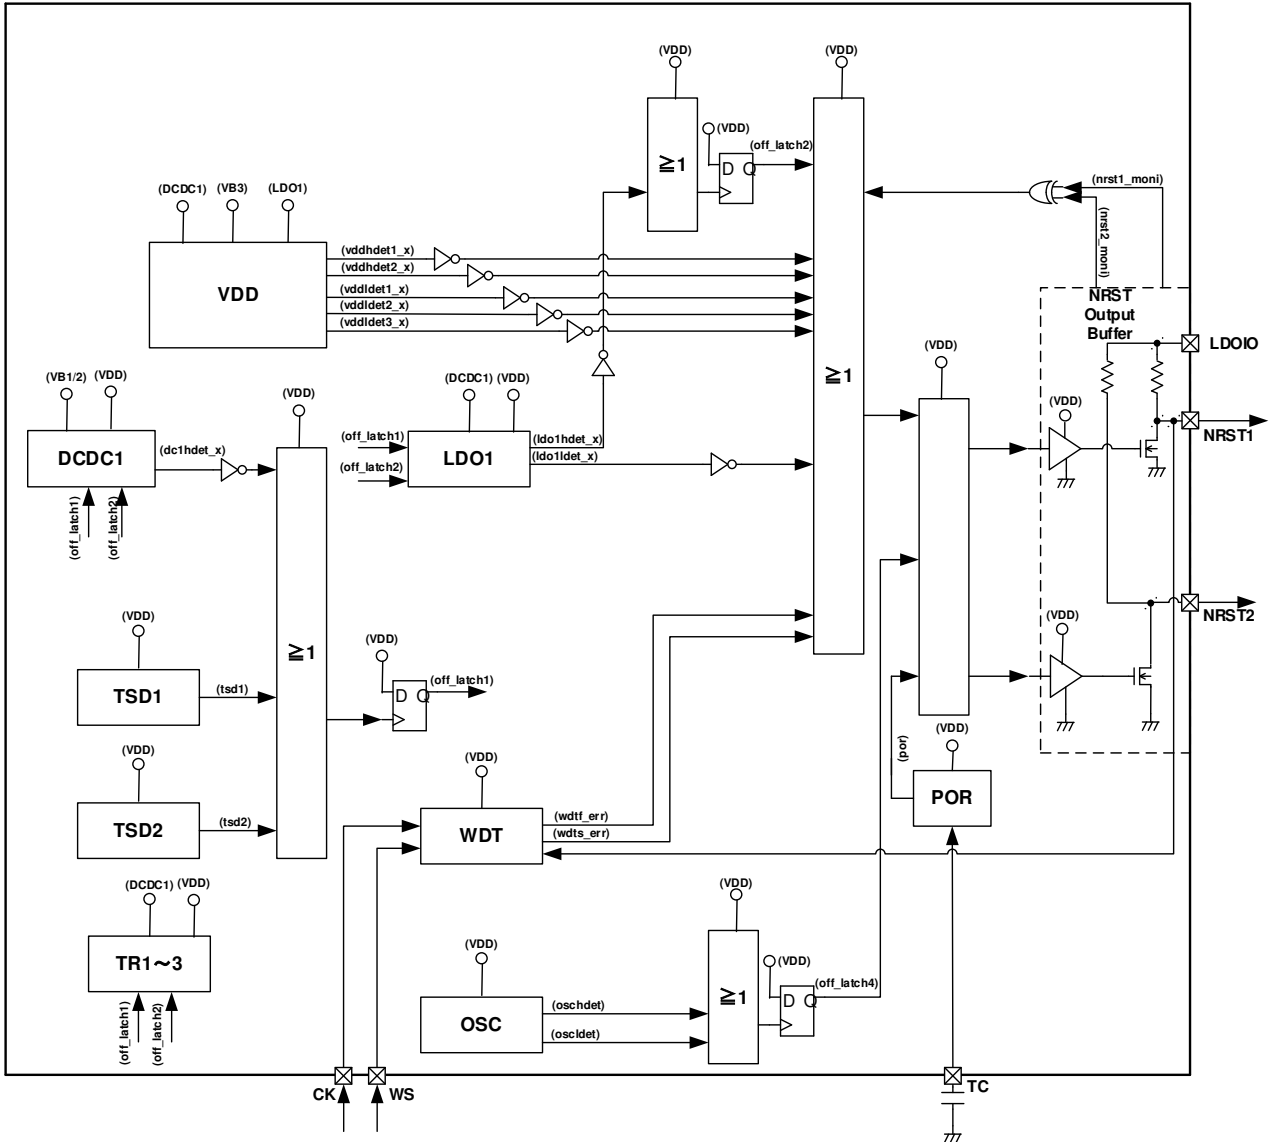 (VDD)
(VDD)
(VDD)
≧1
D Q
(off_latch2)
(DCDC1) (VB3) (LDO1)
(nrst1_moni)
(nrst2_moni)
VDD
(vddhdet1_x)
(vddhdet2_x)
(vddldet1_x)
(vddldet2_x)
(vddldet3_x)
NRST
Output
Buffer
LDOIO
(VB1/2) (VDD)
(VDD)
(DCDC1) (VDD)
≧1
(VDD)
(VDD)
DCDC1
(dc1hdet_x)
(off_latch1)
(off_latch2)
LDO1
(ldo1hdet_x)
(ldo1ldet_x)
NRST1
(off_latch1)
(off_latch2)
(VDD)
TSD1
(tsd1)
≧1
(VDD)
D Q
(off_latch1)
(VDD)
NRST2
(VDD)
TSD2
(tsd2)
(VDD)
WDT
(wdtf_err)
(wdts_err)
(por)
(VDD)
POR
(DCDC1) (VDD)
TR1～3
(off_latch1)
(off_latch2)
(VDD)
OSC
(oschdet)
(oscldet)
(VDD)
≧1
(VDD)
D Q
(off_latch4)
CK
WS
TC